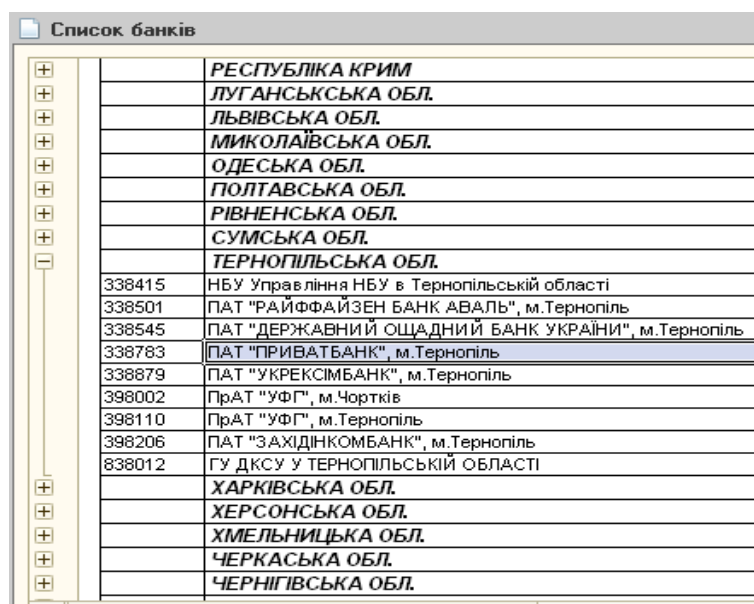 Список банків
РЕСПУБЛІКА КРИМ
ЛУГАНСЬКСЬКА ОБЛ.
ЛЬВІВСЬКА ОБЛ.
МИКОЛАЇВСЬКА ОБЛ.
ОДЕСЬКА ОБЛ.
ПОЛТАВСЬКА ОБЛ.
РІВНЕНСЬКА ОБЛ.
СУМСЬКА ОБЛ.
ТЕРНОПІЛЬСЬКА ОБЛ.
338415 НБУ Управління НБУ в Тернопільській області
338501 ПАТ "РАЙФФАЙЗЕН БАНК АВАЛЬ", м.Тернопіль
338545 ПАТ "ДЕРЖАВНИЙ ОЩАДНИЙ БАНК УКРАЇНИ", м.Тернопіль
338783 ПАТ "ПРИВАТБАНК", м.Тернопіль
338879 ПАТ "УКРЕКСІМБАНК", м.Тернопіль
398002 ПрАТ "УФГ", м.Чортків
398110 ПрАТ "УФГ", м.Тернопіль
398206 ПАТ "ЗАХІДІНКОМБАНК", м.Тернопіль
838012 ГУ ДКСУ У ТЕРНОПІЛЬСЬКІЙ ОБЛАСТІ
ХАРКІВСЬКА ОБЛ.
ХЕРСОНСЬКА ОБЛ.
ХМЕЛЬНИЦЬКА ОБЛ.
ЧЕРКАСЬКА ОБЛ.
ЧЕРНІГІВСЬКА ОБЛ.